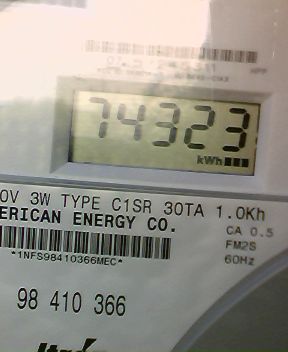 74323
kWh
0V 3W TYPE C1SR 30TA 1.0Kh
ERICAN ENERGY CO.
CA 0.5
FM2S
*1NFS98410366MEC*
60Hz
98 410 366